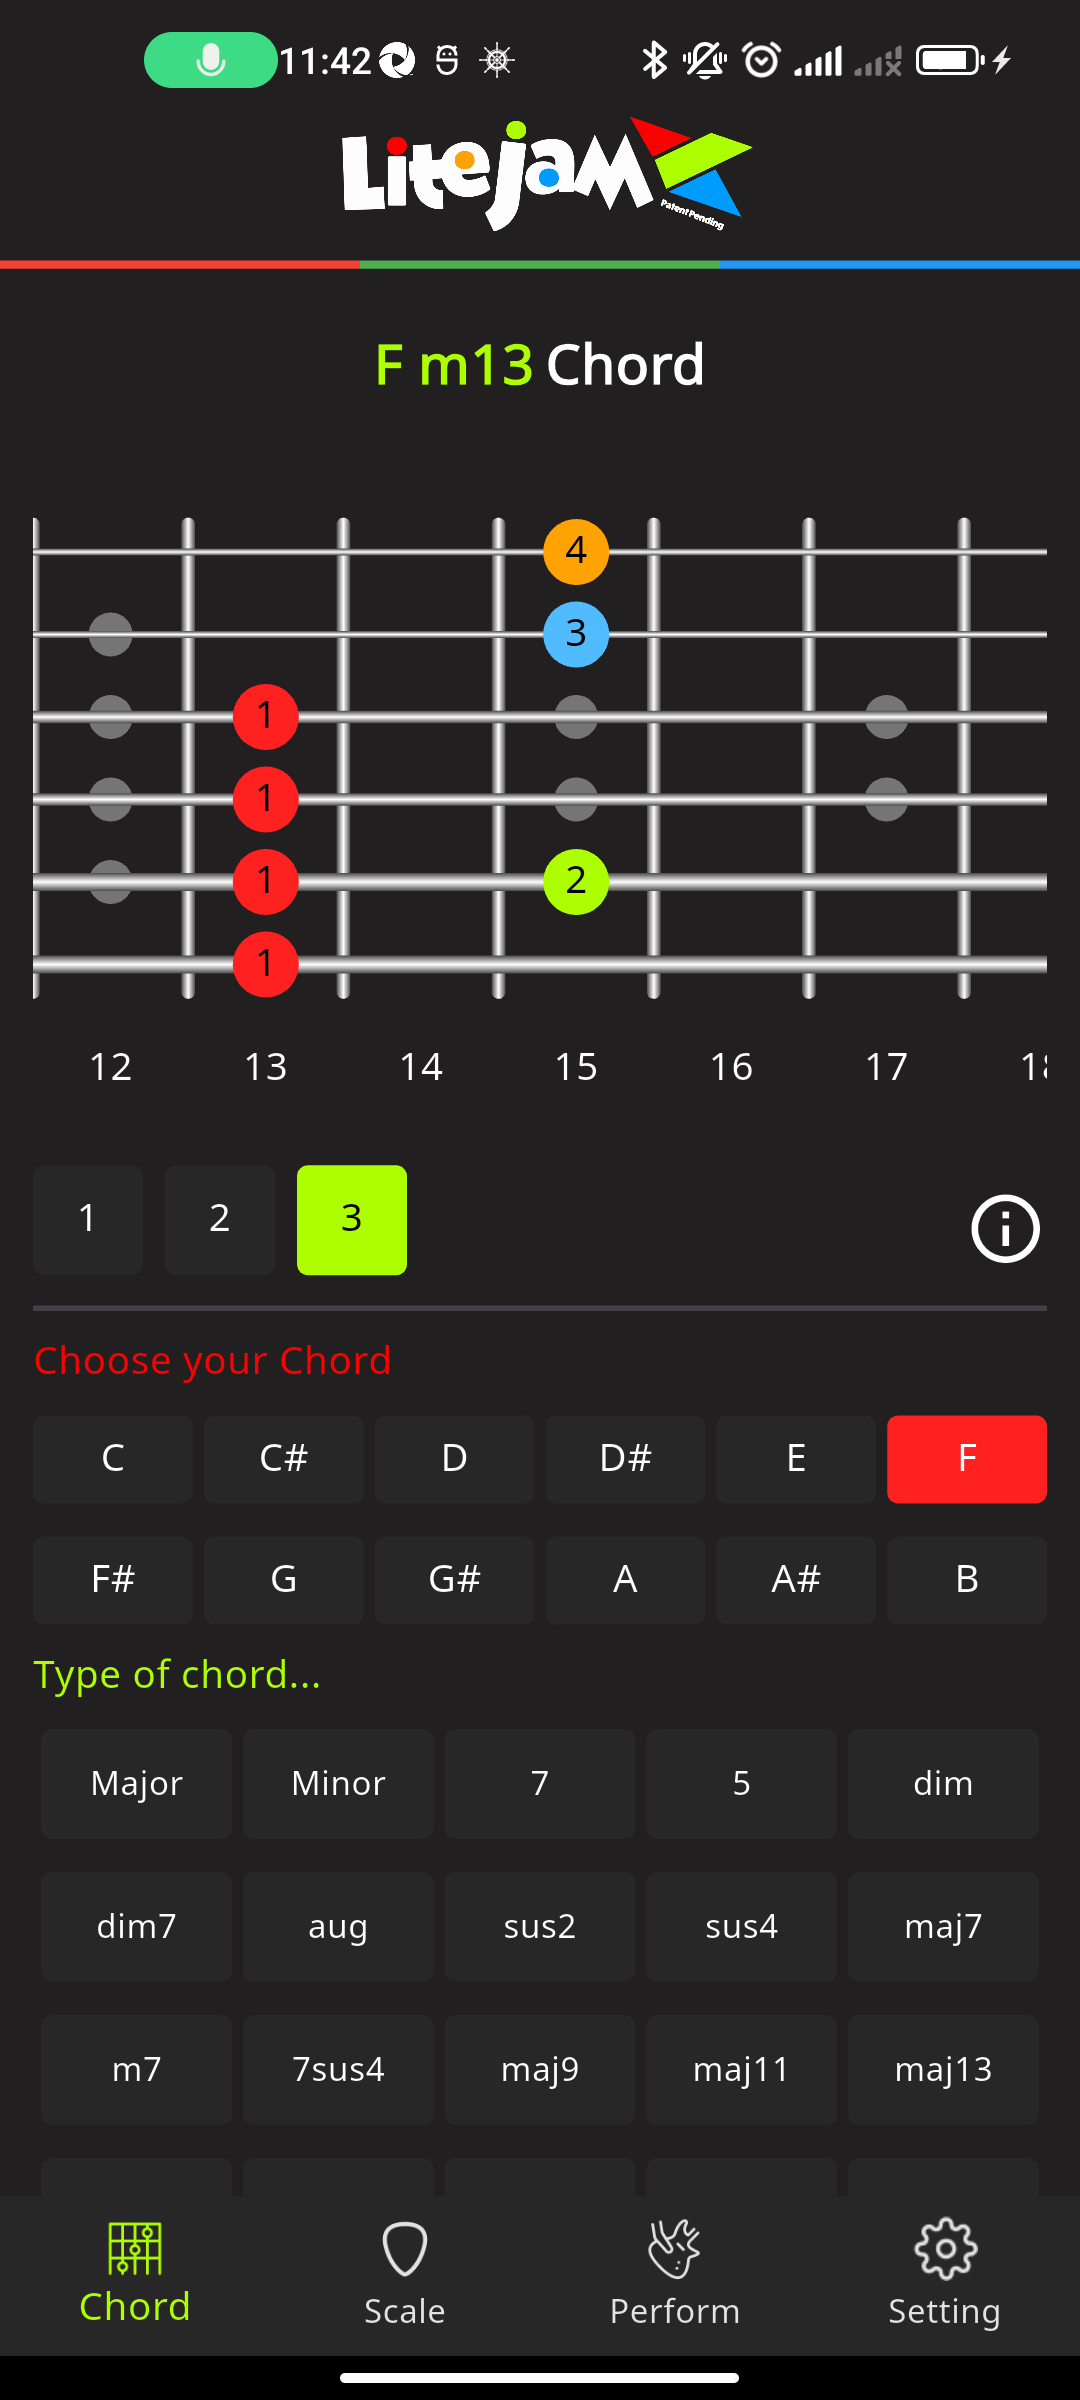 11:42
Litejam
Patent Pending
F m13 Chord
4
3
1
1
1 2
1
12 13 14 15 16 17 18
1 2 3
Choose your Chord
C C# D D# E F
F# G G# A A# B
Type of chord...
Major Minor 7 5 dim
dim7 aug sus2 sus4 maj7
m7 7sus4 maj9 maj11 maj13
Chord Scale Perform Setting